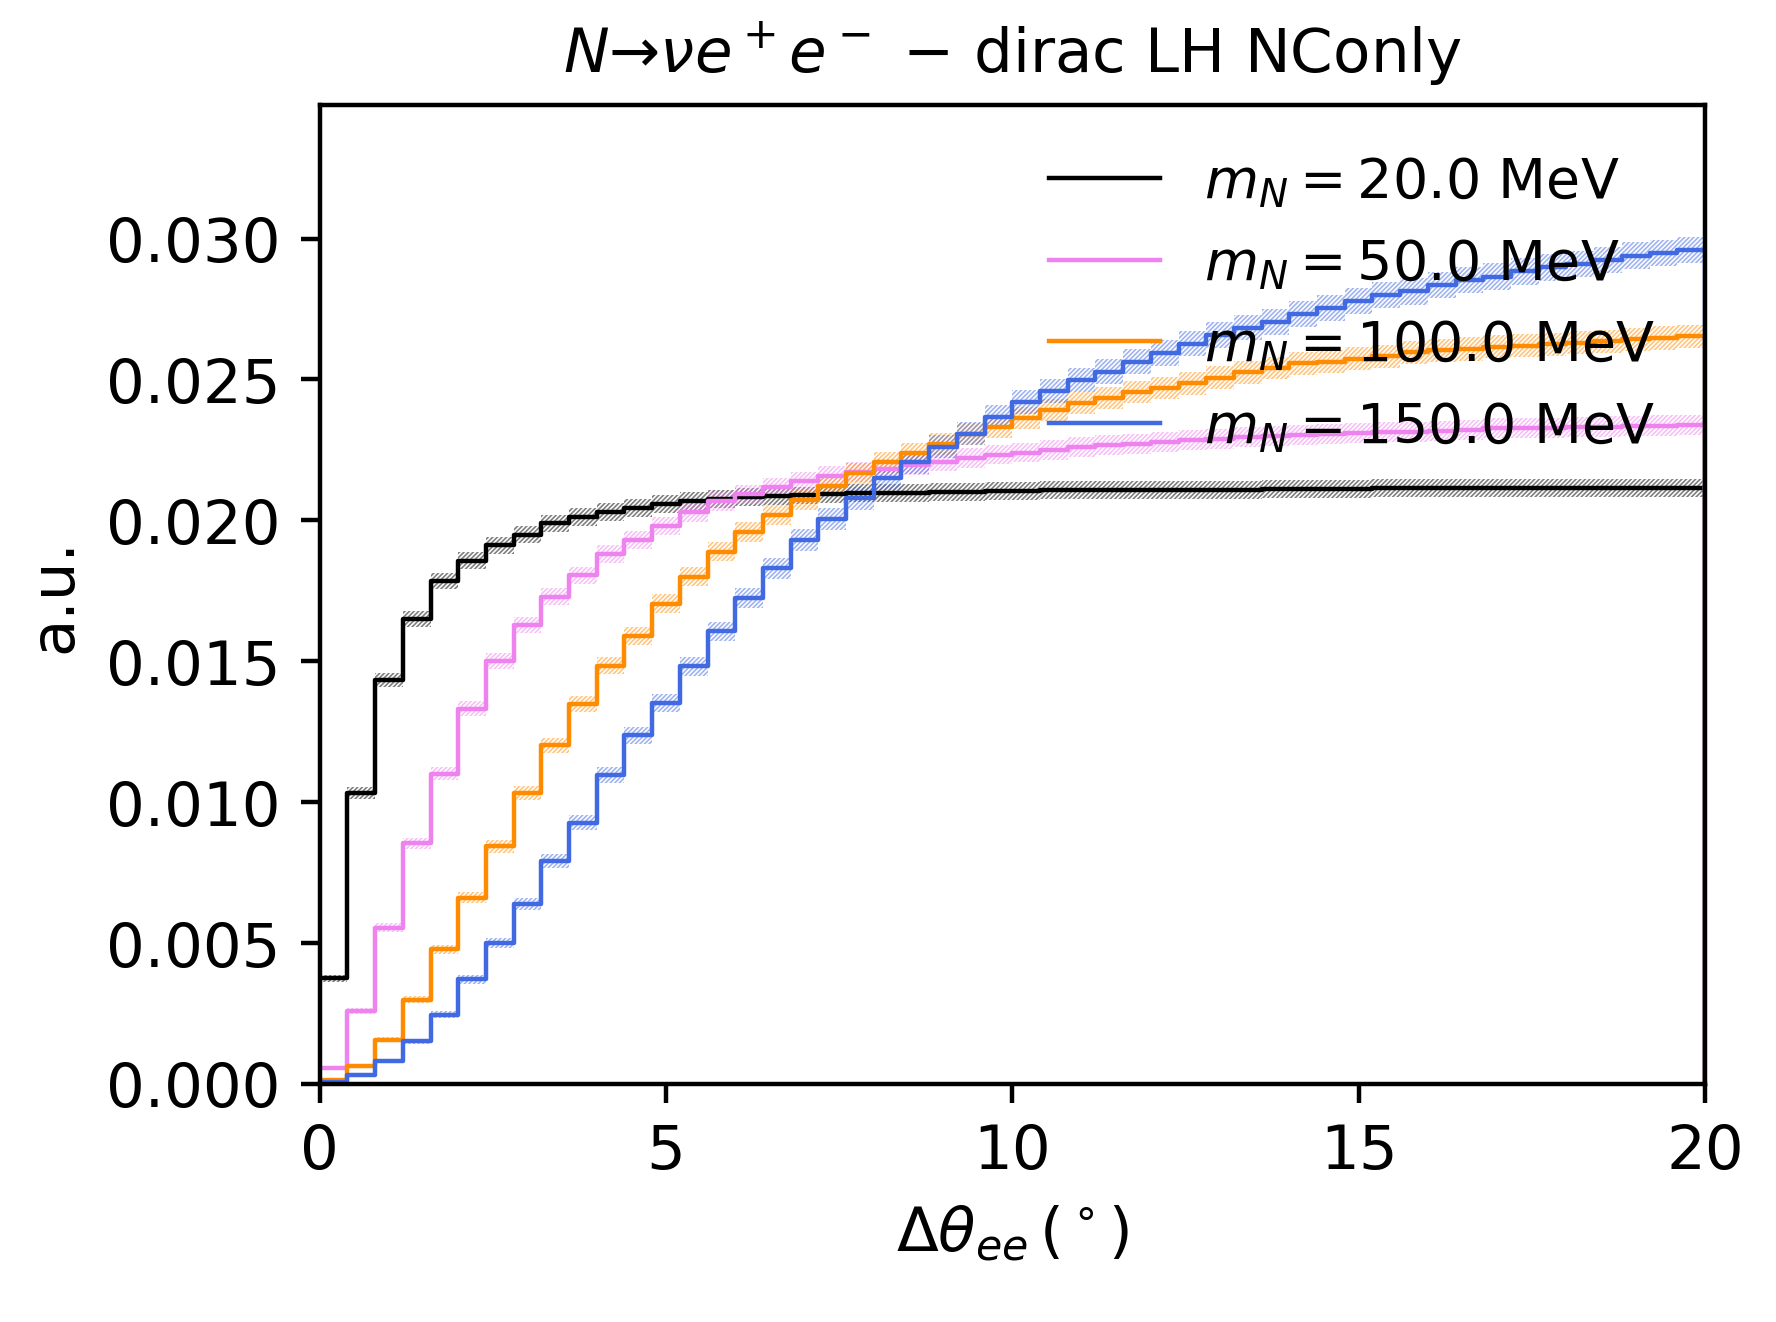 N→νe⁺e⁻ − dirac LH NConly
m_N = 20.0 MeV
m_N = 50.0 MeV
m_N = 100.0 MeV
m_N = 150.0 MeV
a.u.
0.030
0.025
0.020
0.015
0.010
0.005
0.000
0 5 10 15 20
Δθ_ee (°)